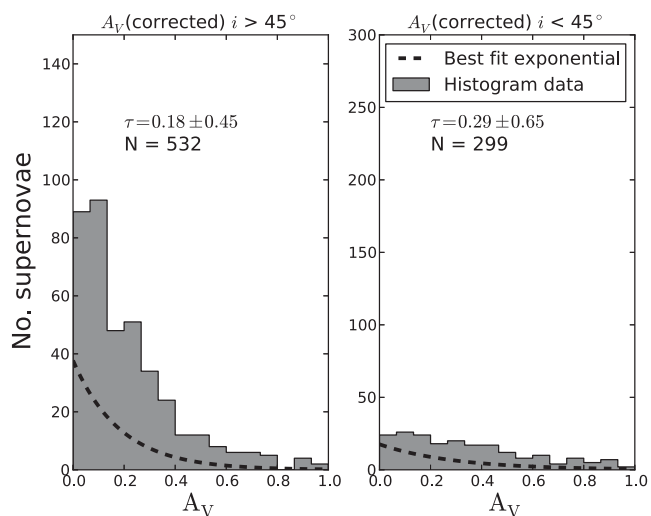 A_V(corrected) i > 45°
A_V(corrected) i < 45°
Best fit exponential
Histogram data
τ=0.18±0.45
N = 532
τ=0.29±0.65
N = 299
No. supernovae
140
120
100
80
60
40
20
0
300
250
200
150
100
50
0
0.0 0.2 0.4 0.6 0.8 1.0
0.0 0.2 0.4 0.6 0.8 1.0
A_V
A_V